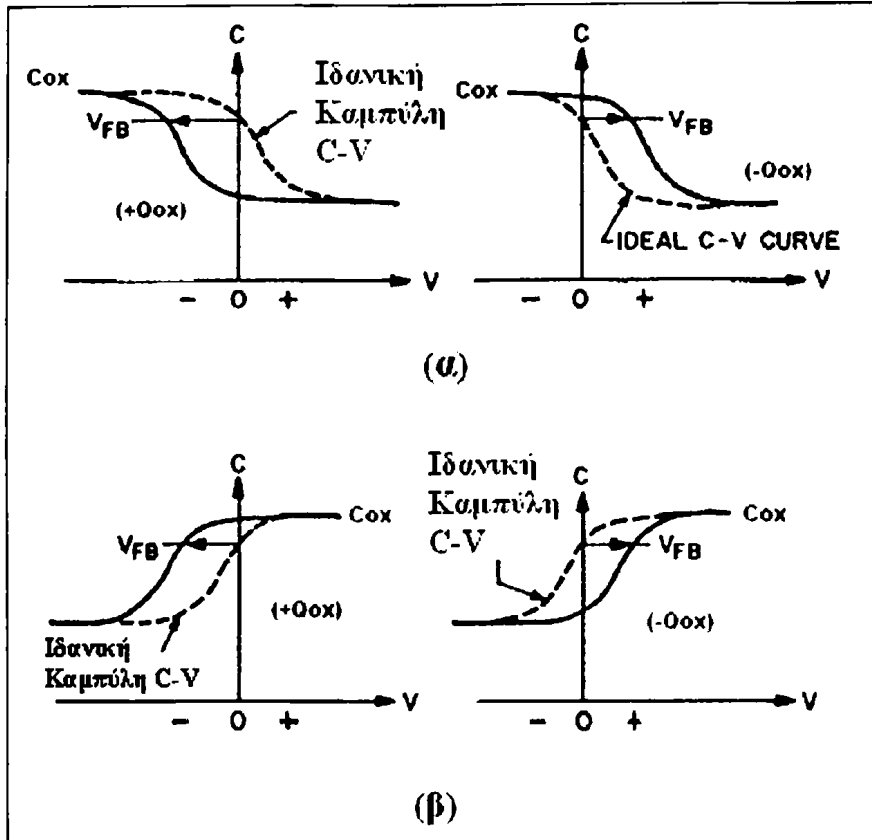 C
Cox
Ιδανική
Καμπύλη
C-V
VFB
(+Qox)
V
- 0 +
C
Cox
VFB
(-Qox)
IDEAL C-V CURVE
V
- 0 +
(α)
C
Cox
VFB
(+Qox)
Ιδανική
Καμπύλη C-V
V
- 0 +
Ιδανική
Καμπύλη
C-V
C
Cox
VFB
(-Qox)
V
- 0 +
(β)